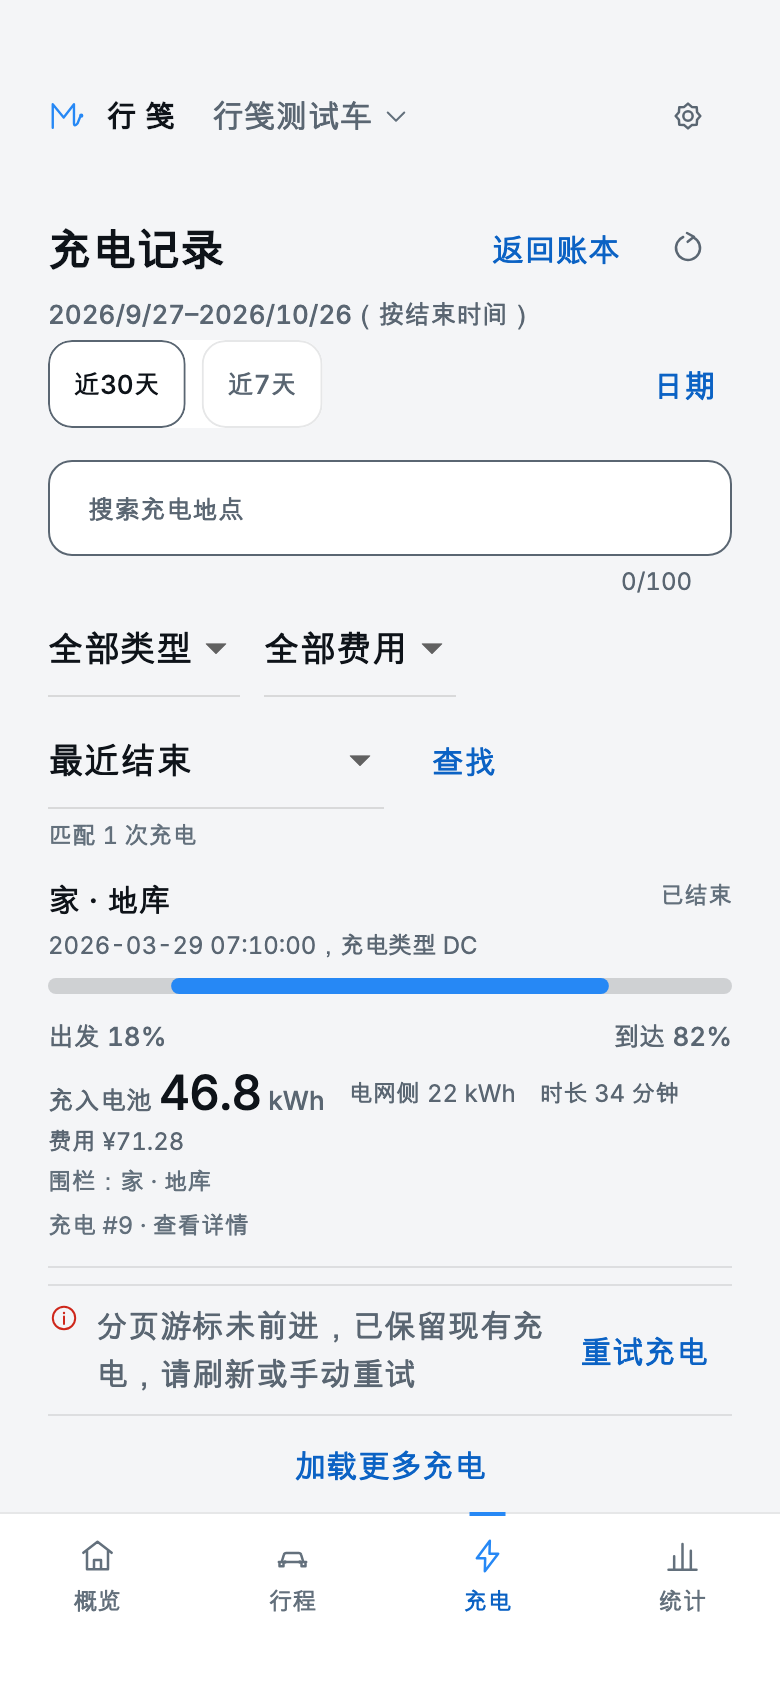 行笺 行笺测试车
充电记录 返回账本
2026/9/27–2026/10/26（按结束时间）
近30天 近7天 日期
搜索充电地点
0/100
全部类型 全部费用
最近结束 查找
匹配 1 次充电
家 · 地库 已结束
2026-03-29 07:10:00，充电类型 DC
出发 18% 到达 82%
充入电池 46.8 kWh 电网侧 22 kWh 时长 34 分钟
费用 ¥71.28
围栏：家 · 地库
充电 #9 · 查看详情
分页游标未前进，已保留现有充
电，请刷新或手动重试
重试充电
加载更多充电
概览 行程 充电 统计